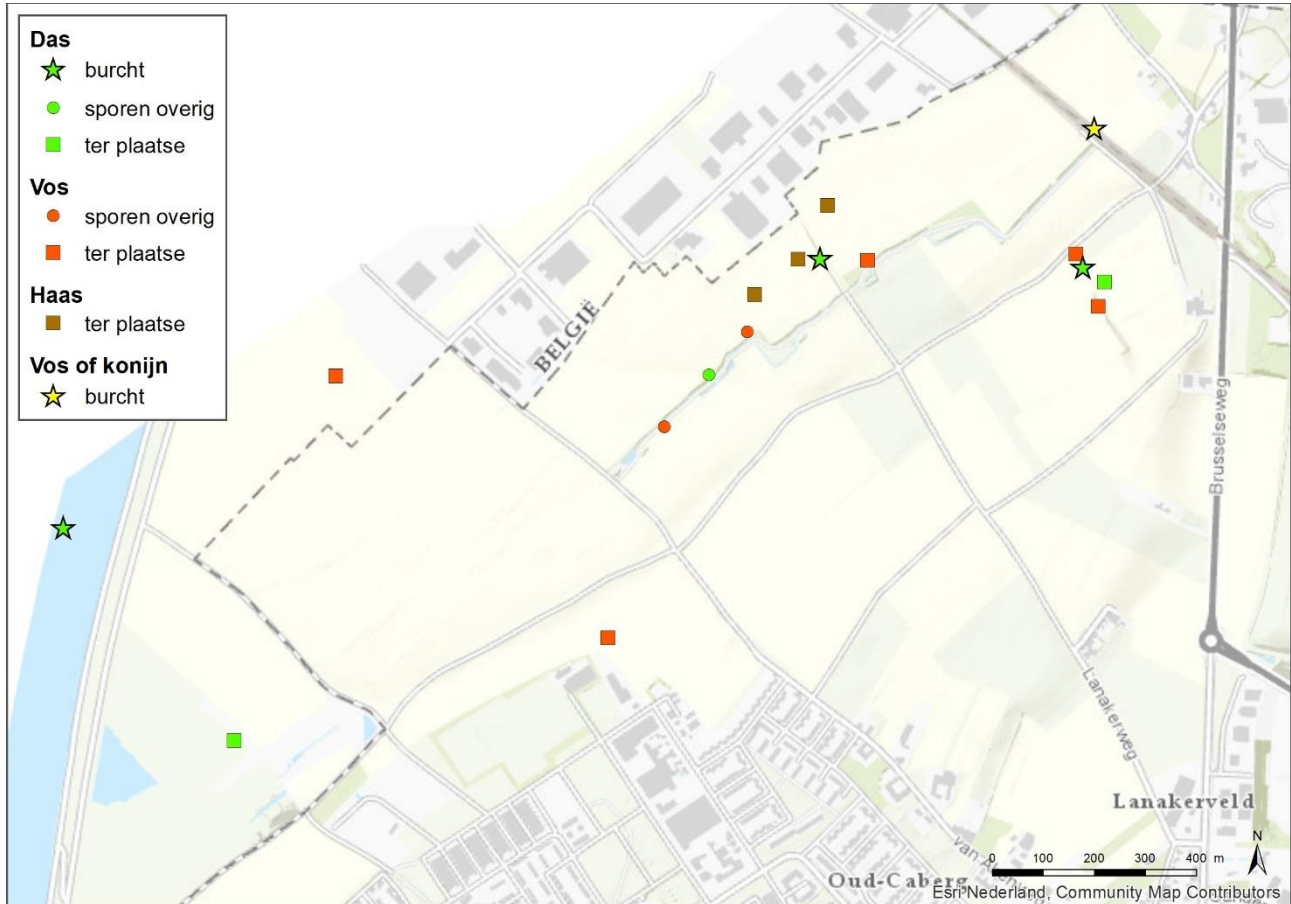 Das
burcht
sporen overig
ter plaatse
Vos
sporen overig
ter plaatse
Haas
ter plaatse
Vos of konijn
burcht
BELGIË
Brusselseweg
Lanakerweg
Lanakerveld
N
0 100 200 300 400 m
Oud-Caberg
Esri Nederland, Community Map Contributors